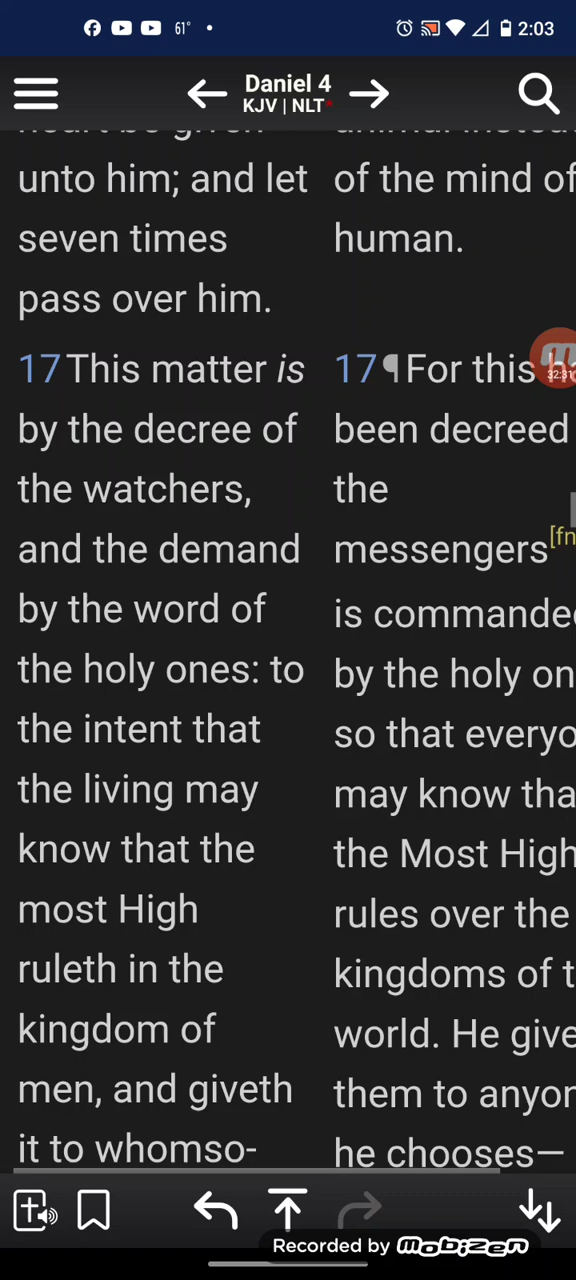 61° 2:03
Daniel 4
KJV | NLT*
unto him; and let
seven times
pass over him.
17 This matter is
by the decree of
the watchers,
and the demand
by the word of
the holy ones: to
the intent that
the living may
know that the
most High
ruleth in the
kingdom of
men, and giveth
it to whomso-
of the mind of
human.
17 ¶For this
been decreed
the
messengers[fn
is commande
by the holy on
so that everyo
may know tha
the Most High
rules over the
kingdoms of t
world. He give
them to anyon
he chooses—
32:31
Recorded by mobizen